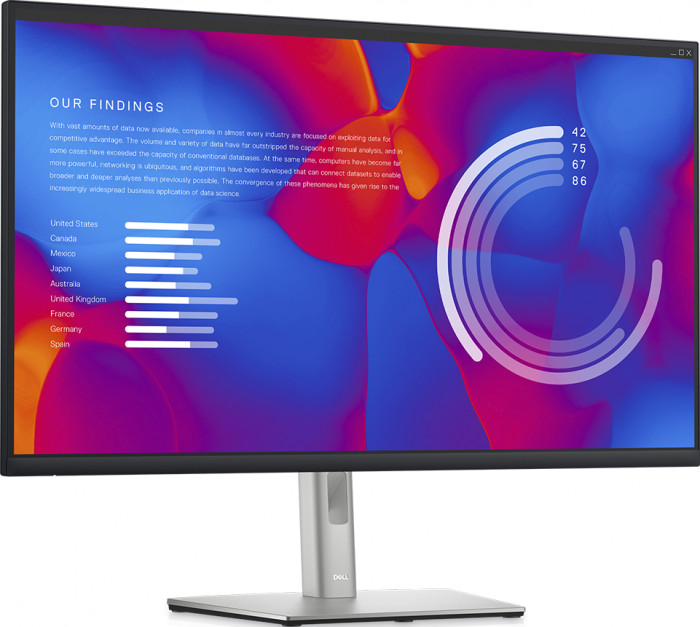 OUR FINDINGS
With vast amounts of data now available, companies in almost every industry are focused on exploiting data for
competitive advantage. The volume and variety of data have far outstripped the capacity of manual analysis, and in
some cases have exceeded the capacity of conventional databases. At the same time, computers have become far
more powerful, networking is ubiquitous, and algorithms have been developed that can connect datasets to enable
broader and deeper analyses than previously possible. The convergence of these phenomena has given rise to the
increasingly widespread business application of data science.
United States
Canada
Mexico
Japan
Australia
United Kingdom
France
Germany
Spain
42
75
67
86
DELL